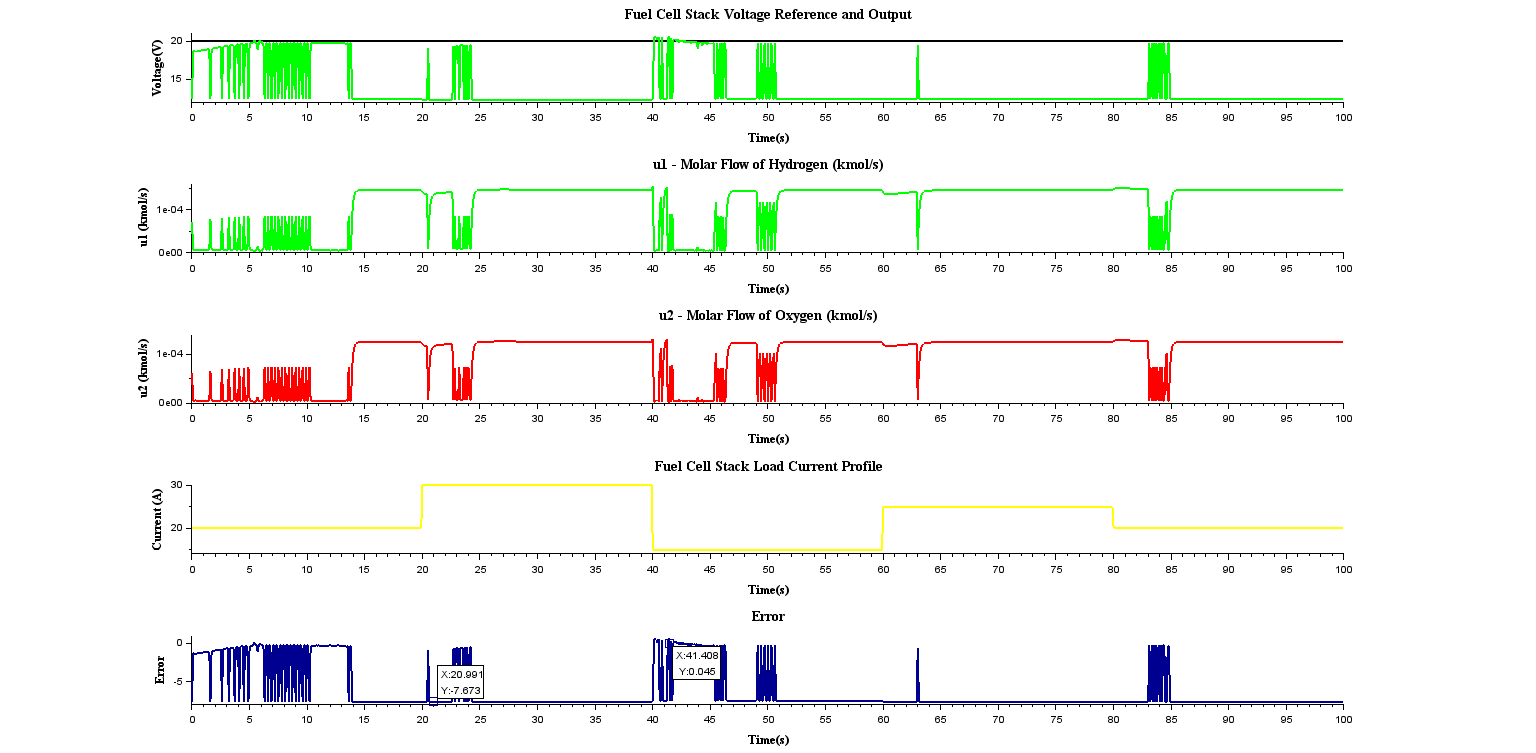 Fuel Cell Stack Voltage Reference and Output
Voltage(V)
20
15
0 5 10 15 20 25 30 35 40 45 50 55 60 65 70 75 80 85 90 95 100
Time(s)
u1 - Molar Flow of Hydrogen (kmol/s)
u1 (kmol/s)
1e-04
0e00
0 5 10 15 20 25 30 35 40 45 50 55 60 65 70 75 80 85 90 95 100
Time(s)
u2 - Molar Flow of Oxygen (kmol/s)
u2 (kmol/s)
1e-04
0e00
0 5 10 15 20 25 30 35 40 45 50 55 60 65 70 75 80 85 90 95 100
Time(s)
Fuel Cell Stack Load Current Profile
Current (A)
30
20
0 5 10 15 20 25 30 35 40 45 50 55 60 65 70 75 80 85 90 95 100
Time(s)
Error
Error
0
-5
X:20.991
Y:-7.673
X:41.408
Y:0.045
0 5 10 15 20 25 30 35 40 45 50 55 60 65 70 75 80 85 90 95 100
Time(s)